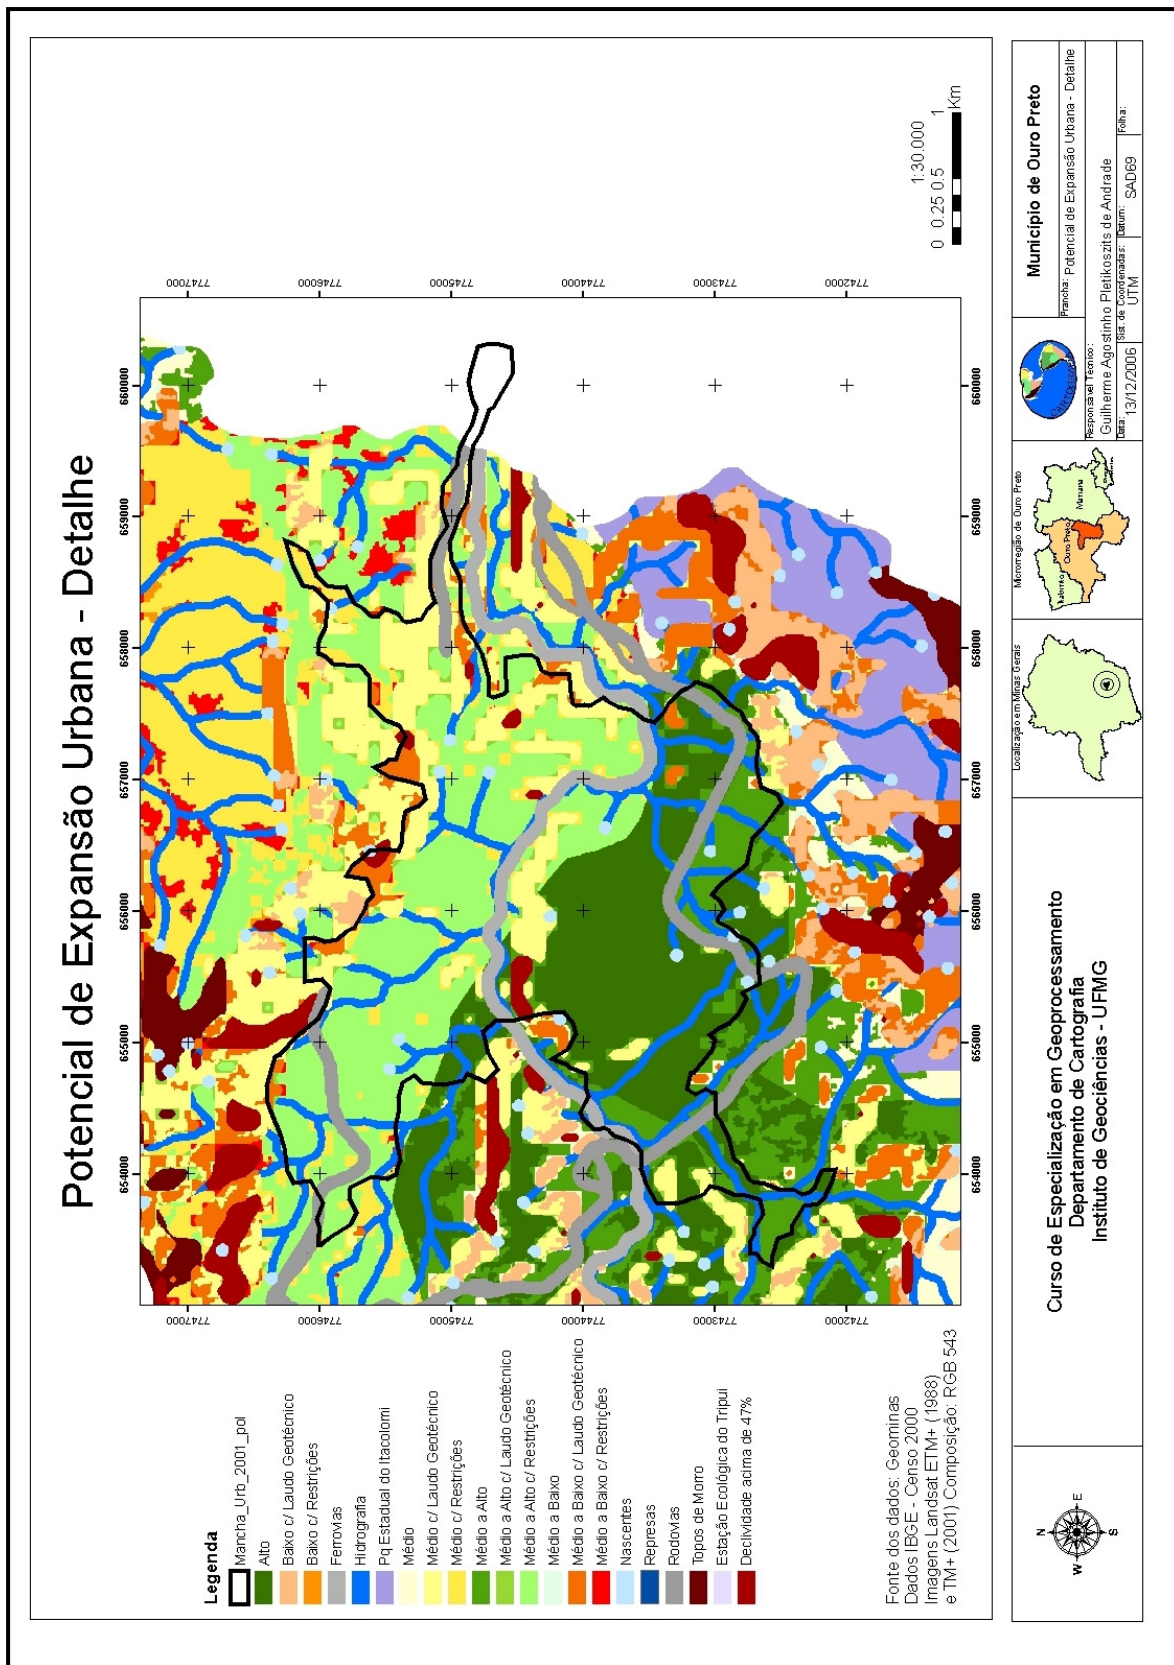 Potencial de Expansão Urbana - Detalhe
653000
654000
655000
656000
657000
658000
659000
660000
7747000
7746000
7745000
7744000
7743000
7742000
Legenda
Mancha_Urb_2001_pol
Alto
Baixo c/ Laudo Geotécnico
Baixo c/ Restrições
Ferrovias
Hidrografia
Pq Estadual do Itacolomi
Médio
Médio c/ Laudo Geotécnico
Médio c/ Restrições
Médio a Alto
Médio a Alto c/ Laudo Geotécnico
Médio a Alto c/ Restrições
Médio a Baixo
Médio a Baixo c/ Laudo Geotécnico
Médio a Baixo c/ Restrições
Nascentes
Represas
Rodovias
Topos de Morro
Estação Ecológica do Tripui
Declividade acima de 47%
Fonte dos dados: Geominas
Dados IBGE - Censo 2000
Imagens Landsat ETM+ (1988)
e TM+ (2001) Composição: RGB 543
1:30.000
0 0.25 0.5 1
Km
N
W E
S
Curso de Especialização em Geoprocessamento
Departamento de Cartografia
Instituto de Geociências - UFMG
Localização em Minas Gerais
Mororregião de Ouro Preto
Itabirito
Ouro Preto
Mariana
CARTOGRAFIA
Município de Ouro Preto
Prancha: Potencial de Expansão Urbana - Detalhe
Responsável Técnico:
Guilherme Agostinho Pletikoszits de Andrade
Data: 13/12/2006
Sist. de Coordenadas: UTM
Datum: SAD69
Folha: